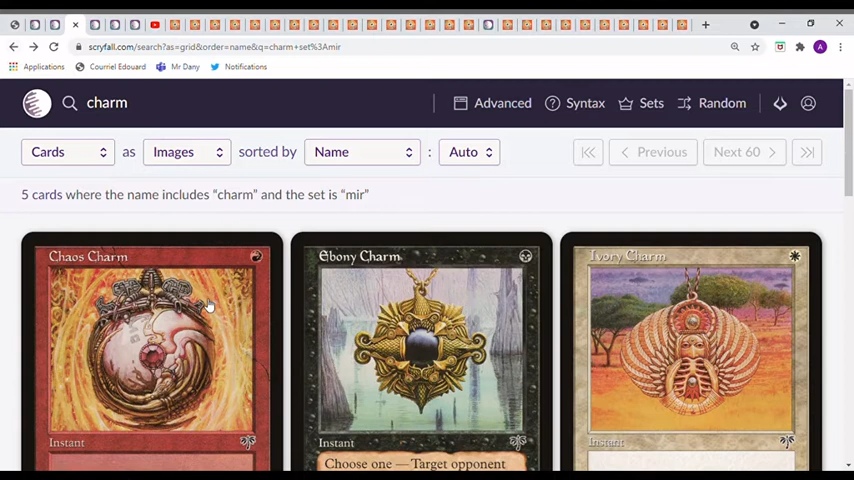 scryfall.com/search?as=grid&order=name&q=charm+set%3Amir
A
Applications
Courriel Edouard
Mr Dany
Notifications
charm
Advanced
Syntax
Sets
Random
Cards
as
Images
sorted by
Name
:
Auto
Previous
Next 60
5 cards where the name includes “charm” and the set is “mir”
Chaos Charm
Ebony Charm
Ivory Charm
Instant
Instant
Instant
Choose one — Target opponent